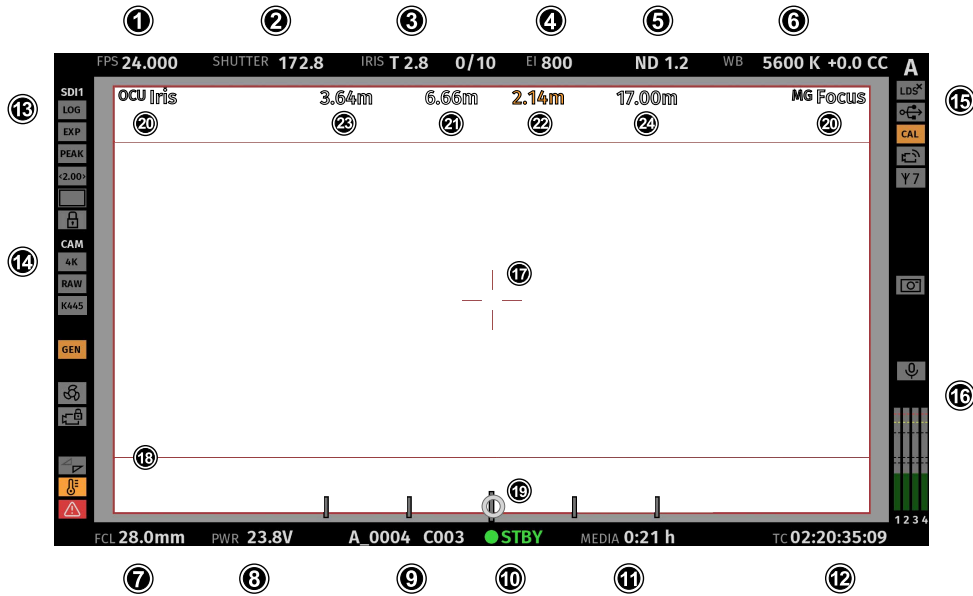 1 2 3 4 5 6
FPS 24.000 SHUTTER 172.8 IRIS T 2.8 0/10 EI 800 ND 1.2 WB 5600 K +0.0 CC A
SDI1 OCU Iris 3.64m 6.66m 2.14m 17.00m MG Focus LDSX
13 LOG 15
20 23 21 22 24 20
EXP CAL
PEAK
<2.00> 7
CAM
14 4K
17
RAW
K445
GEN
16
18
19
1 2 3 4
FCL 28.0mm PWR 23.8V A_0004 C003 STBY MEDIA 0:21 h TC 02:20:35:09
7 8 9 10 11 12